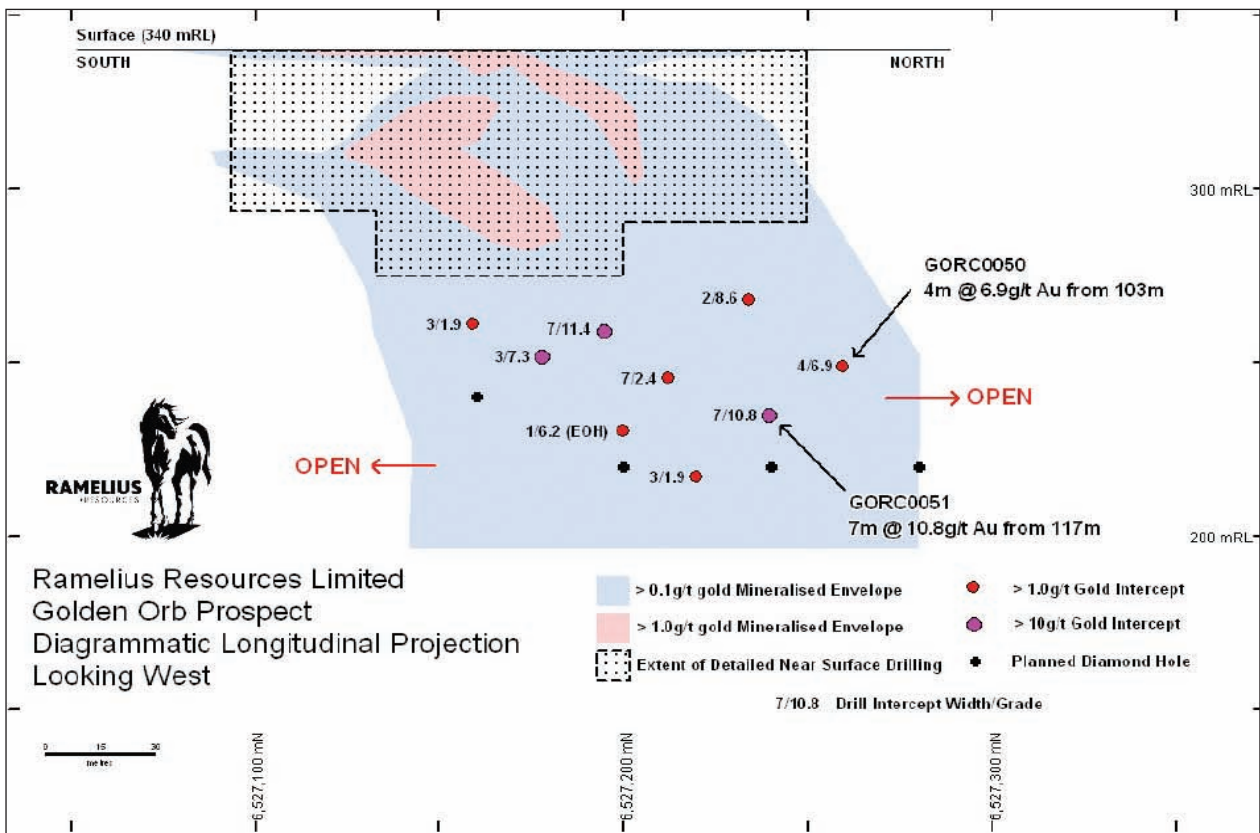 Surface (340 mRL)
SOUTH
NORTH
300 mRL
GORC0050
4m @ 6.9g/t Au from 103m
2/8.6
3/1.9
7/11.4
3/7.3
4/6.9
7/2.4
OPEN
7/10.8
1/6.2 (EOH)
OPEN
3/1.9
GORC0051
7m @ 10.8g/t Au from 117m
200 mRL
RAMELIUS
RESOURCES
Ramelius Resources Limited
Golden Orb Prospect
Diagrammatic Longitudinal Projection
Looking West
> 0.1g/t gold Mineralised Envelope
> 1.0g/t gold Mineralised Envelope
Extent of Detailed Near Surface Drilling
> 1.0g/t Gold Intercept
> 10g/t Gold Intercept
Planned Diamond Hole
7/10.8 Drill Intercept Width/Grade
0 15 30
metres
6,527,100 mN
6,527,200 mN
6,527,300 mN